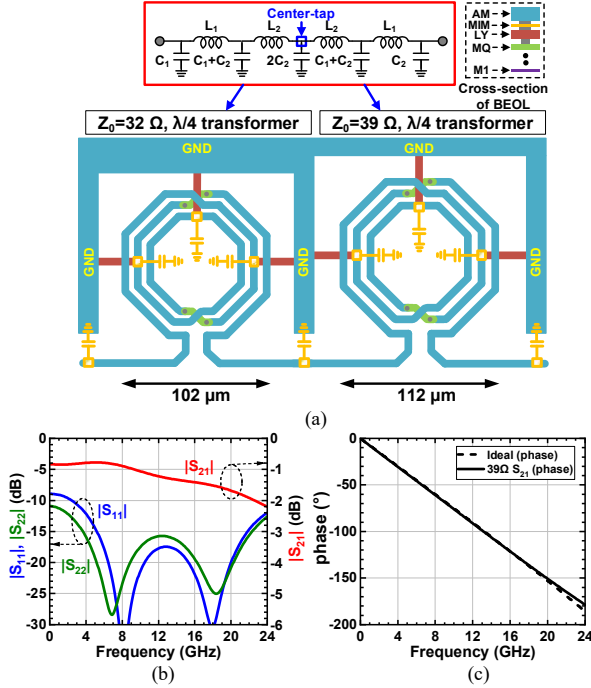 Center-tap
L₁ L₂ L₂ L₁
C₁ C₁+C₂ 2C₂ C₁+C₂ C₂
AM
MIM
LY
MQ
M1
Cross-section
of BEOL
Z₀=32 Ω, λ/4 transformer
Z₀=39 Ω, λ/4 transformer
GND GND
GND GND GND
102 µm 112 µm
(a)
|S₁₁|, |S₂₂| (dB)
0
-5
-10
-15
-20
-25
-30
|S₂₁|
|S₁₁|
|S₂₂|
0
-1
-2
-3
-4
-5
-6
|S₂₁| (dB)
0 4 8 12 16 20 24
Frequency (GHz)
(b)
phase (°)
0
-50
-100
-150
-200
Ideal (phase)
39Ω S₂₁ (phase)
0 4 8 12 16 20 24
Frequency (GHz)
(c)